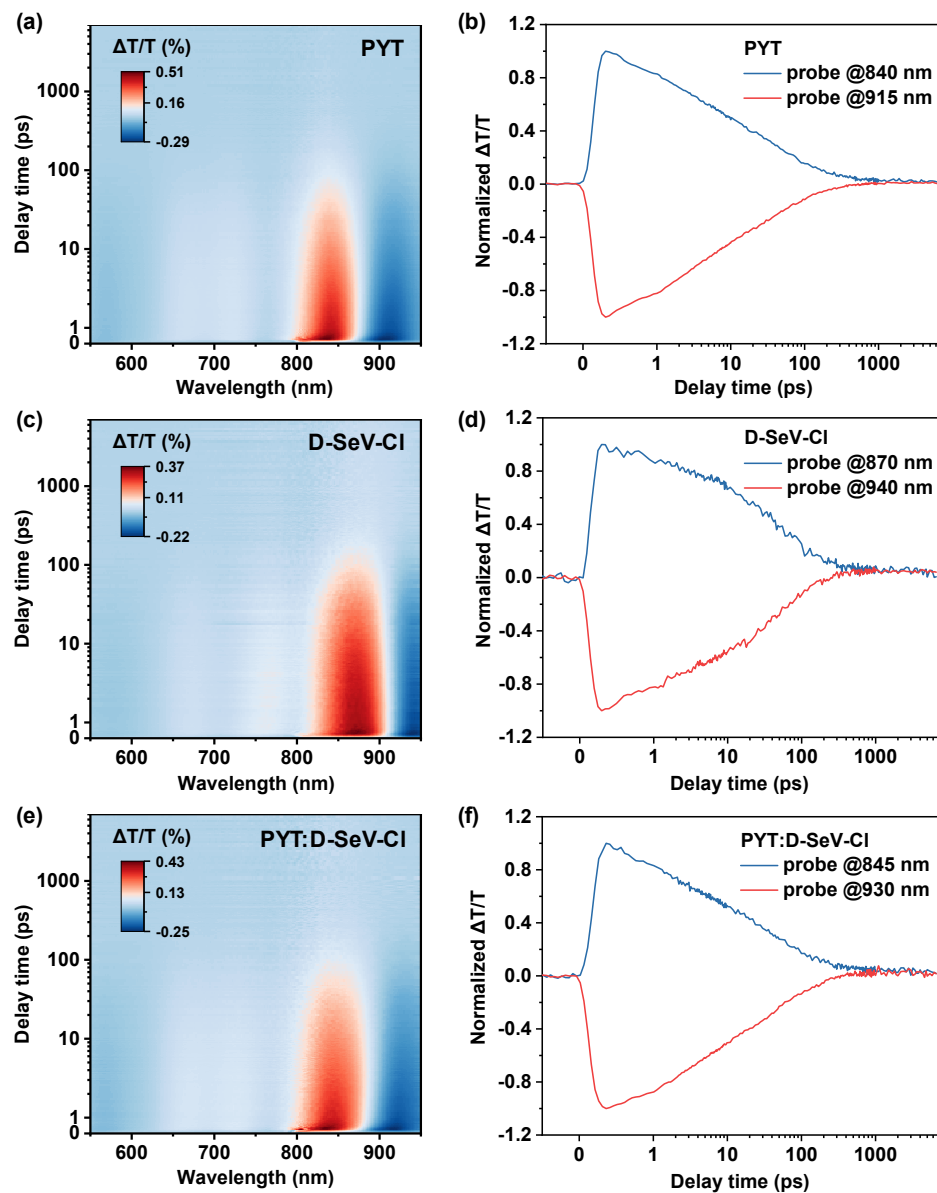 (a)
PYT
ΔT/T (%)
0.51
0.16
-0.29
Delay time (ps)
1000
100
10
1
0
600 700 800 900
Wavelength (nm)
(b)
PYT
probe @840 nm
probe @915 nm
Normalized ΔT/T
1.2
0.8
0.4
0.0
-0.4
-0.8
-1.2
0 1 10 100 1000
Delay time (ps)
(c)
D-SeV-Cl
ΔT/T (%)
0.37
0.11
-0.22
Delay time (ps)
1000
100
10
1
0
600 700 800 900
Wavelength (nm)
(d)
D-SeV-Cl
probe @870 nm
probe @940 nm
Normalized ΔT/T
1.2
0.8
0.4
0.0
-0.4
-0.8
-1.2
0 1 10 100 1000
Delay time (ps)
(e)
PYT:D-SeV-Cl
ΔT/T (%)
0.43
0.13
-0.25
Delay time (ps)
1000
100
10
1
0
600 700 800 900
Wavelength (nm)
(f)
PYT:D-SeV-Cl
probe @845 nm
probe @930 nm
Normalized ΔT/T
1.2
0.8
0.4
0.0
-0.4
-0.8
-1.2
0 1 10 100 1000
Delay time (ps)